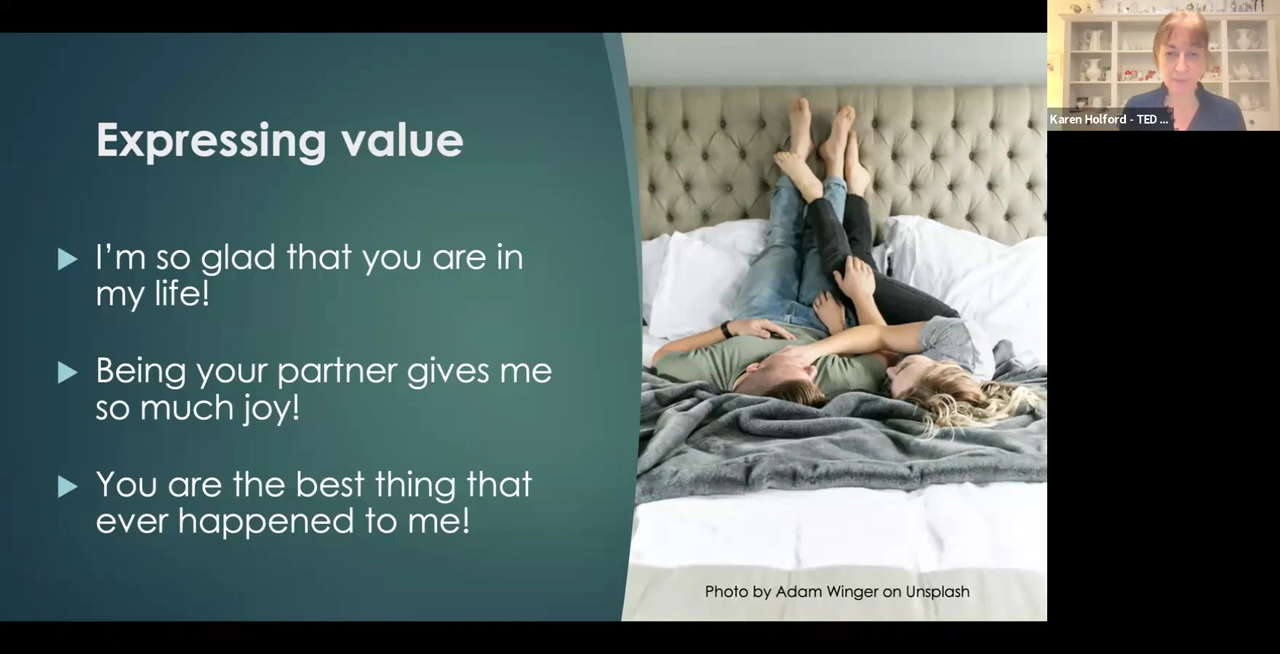 Expressing value
I’m so glad that you are in
my life!
Being your partner gives me
so much joy!
You are the best thing that
ever happened to me!
Photo by Adam Winger on Unsplash
Karen Holford - TED ...